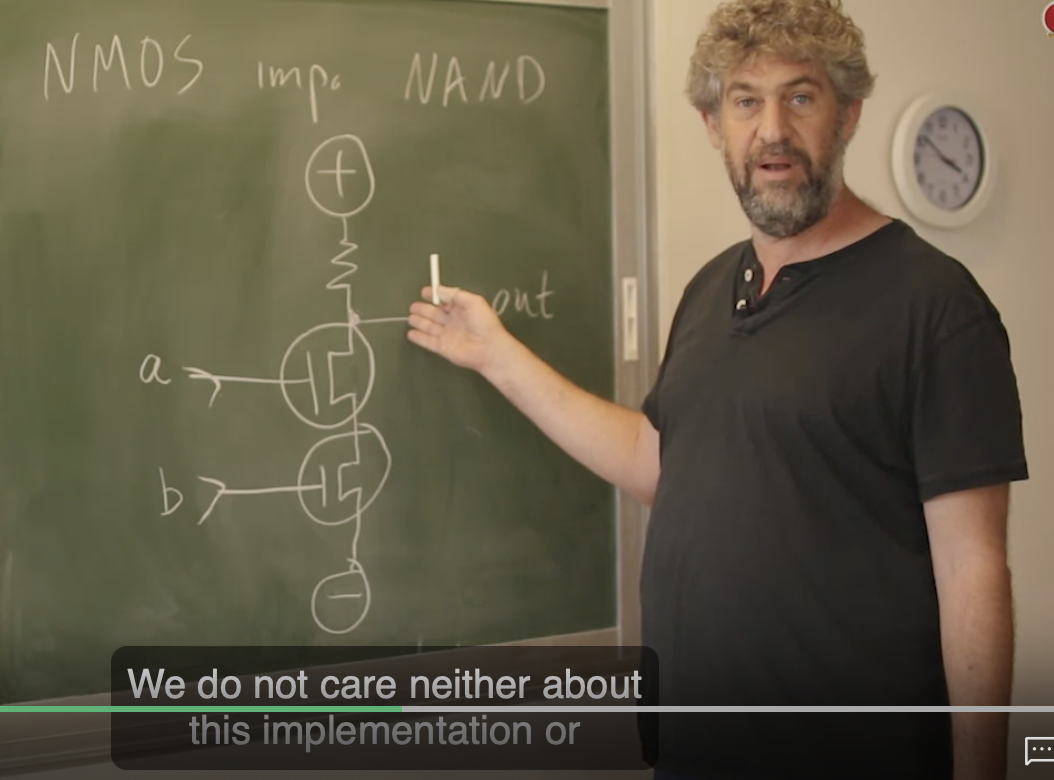 NMOS impo NAND
+
out
a
b
−
We do not care neither about
this implementation or